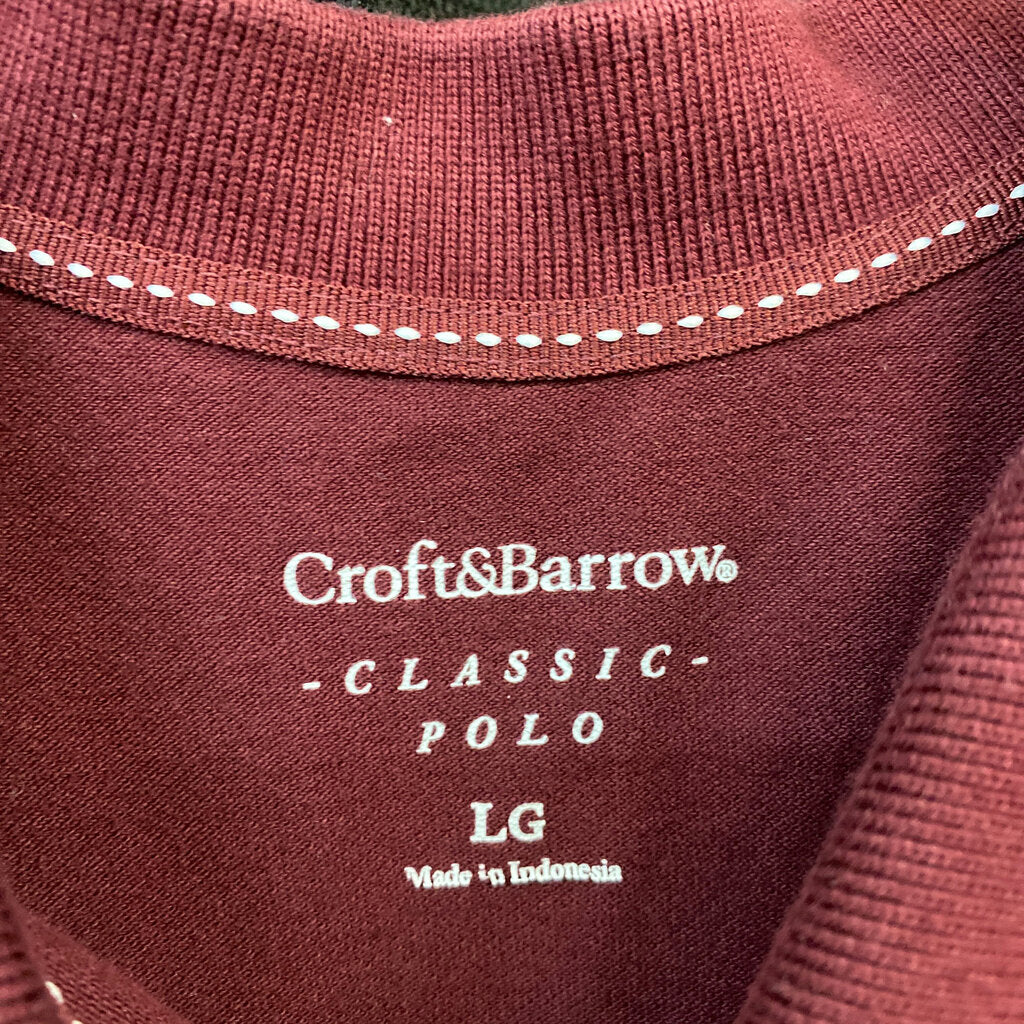 Croft&Barrow®
-CLASSIC-
POLO
LG
Made in Indonesia